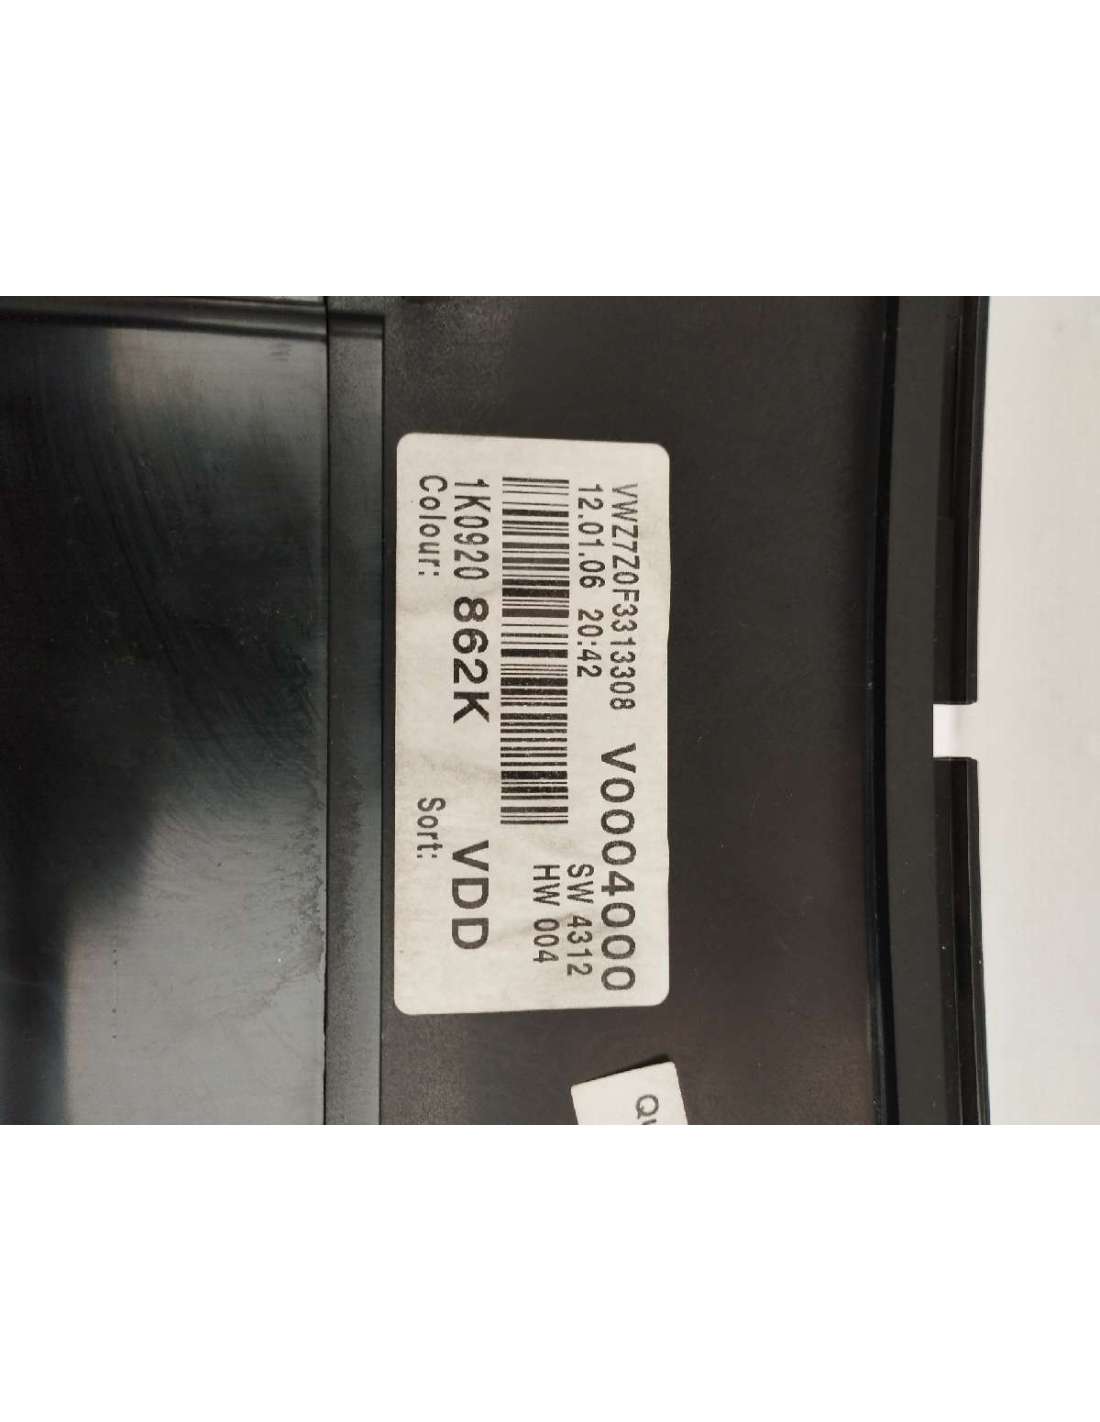 VWZ7Z0F3313308 V0004000
12.01.06 20:42 SW 4312
HW 004
1K0920 862K VDD
Colour: Sort: